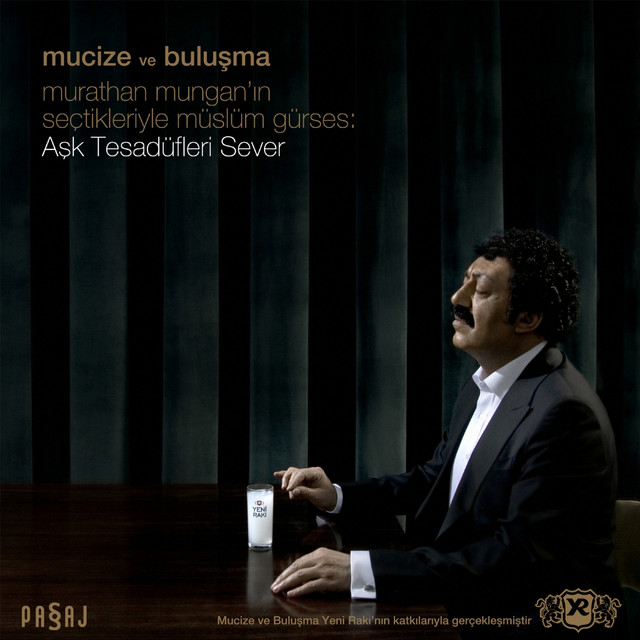 mucize ve buluşma
murathan mungan'ın
seçtikleriyle müslüm gürses:
Aşk Tesadüfleri Sever
YENİ
RAKI
PASAJ
Mucize ve Buluşma Yeni Rakı'nın katkılarıyla gerçekleşmiştir
YR